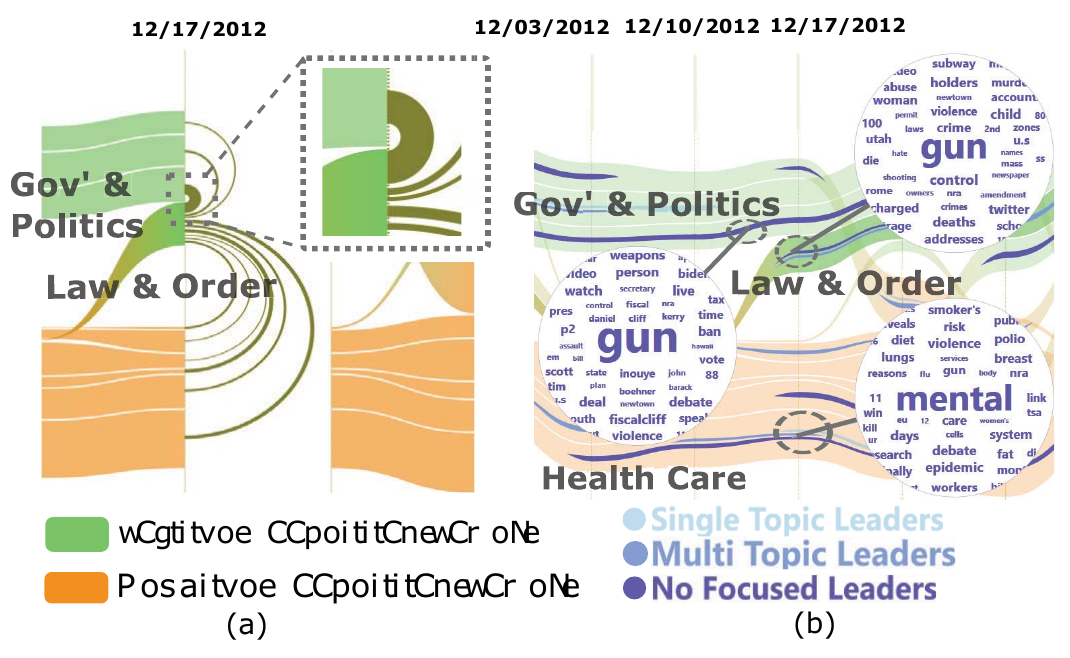 12/17/2012
12/03/2012 12/10/2012 12/17/2012
Gov' &
Politics
Law & Order
Gov' & Politics
Law & Order
Health Care
subway
abuse holders
woman newtown account
permit violence child 80
100 laws crime 2nd zones
utah gun u.s
die hate names
mass ss
shooting control newspaper
rome owners nra amendment
charged crimes twitter
deaths
addresses
weapons
video person
watch secretary live
control fiscal nra tax
pres daniel cliff kerry time
p2 gun ban
assault hawaii
em bill vote
scott state inouye john 88
tim plan boehner barack
u.s deal newtown debate
fiscalcliff
violence
smoker's
risk
diet violence polio
lungs services breast
reasons flu gun body nra
11 mental link
win eu 12 care women's tsa
kill days cells system
ur
search debate fat
epidemic
workers
wCgtitvoe CCpoititCnewCr oNe
Posaitvoe CCpoititCnewCr oNe
Single Topic Leaders
Multi Topic Leaders
No Focused Leaders
(a)
(b)